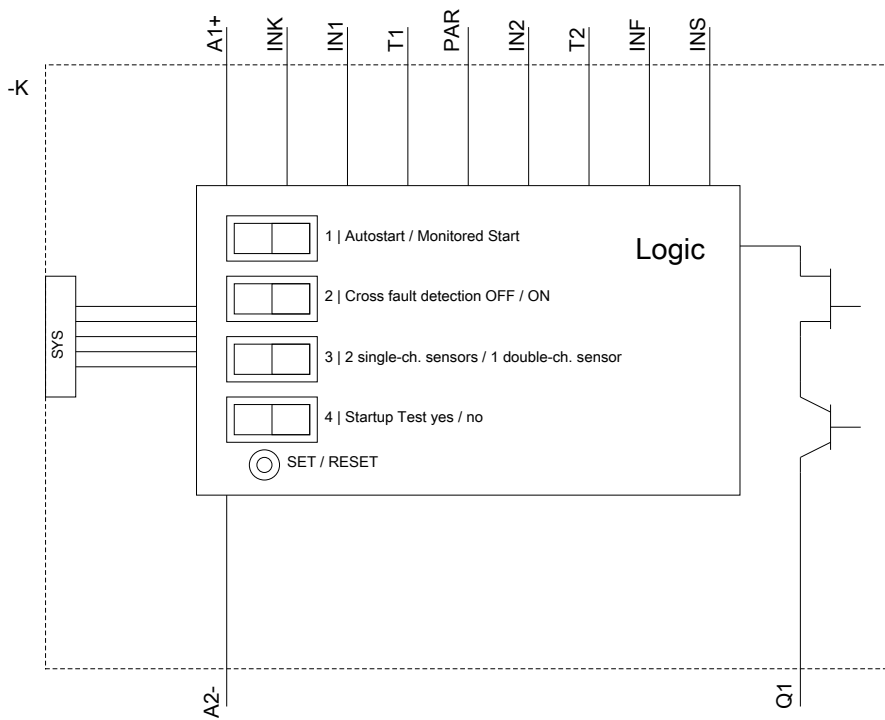 A1+
INK
IN1
T1
PAR
IN2
T2
INF
INS
-K
1 | Autostart / Monitored Start
Logic
2 | Cross fault detection OFF / ON
SYS
3 | 2 single-ch. sensors / 1 double-ch. sensor
4 | Startup Test yes / no
SET / RESET
A2-
Q1